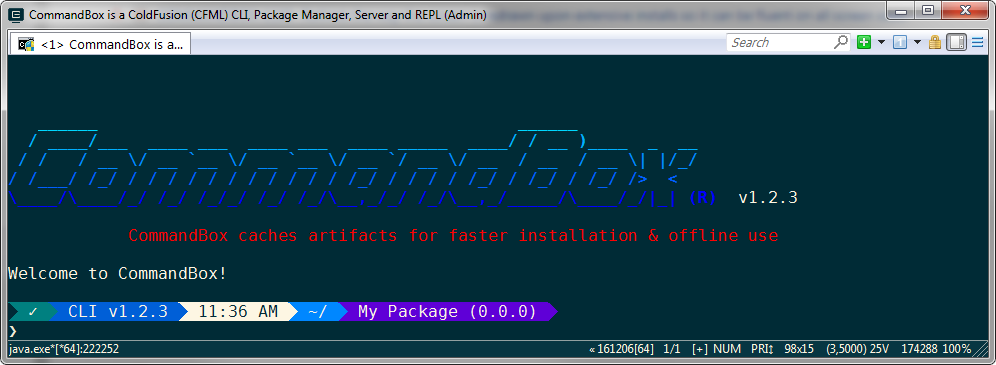 CommandBox is a ColdFusion (CFML) CLI, Package Manager, Server and REPL (Admin)
<1> CommandBox is a...
Search
CommandBox (R) v1.2.3
CommandBox caches artifacts for faster installation & offline use
Welcome to CommandBox!
✓ CLI v1.2.3 11:36 AM ~/ My Package (0.0.0)
❯
java.exe*[*64]:222252 «161206[64] 1/1 [+] NUM PRI↕ 98x15 (3,5000) 25V 174288 100%